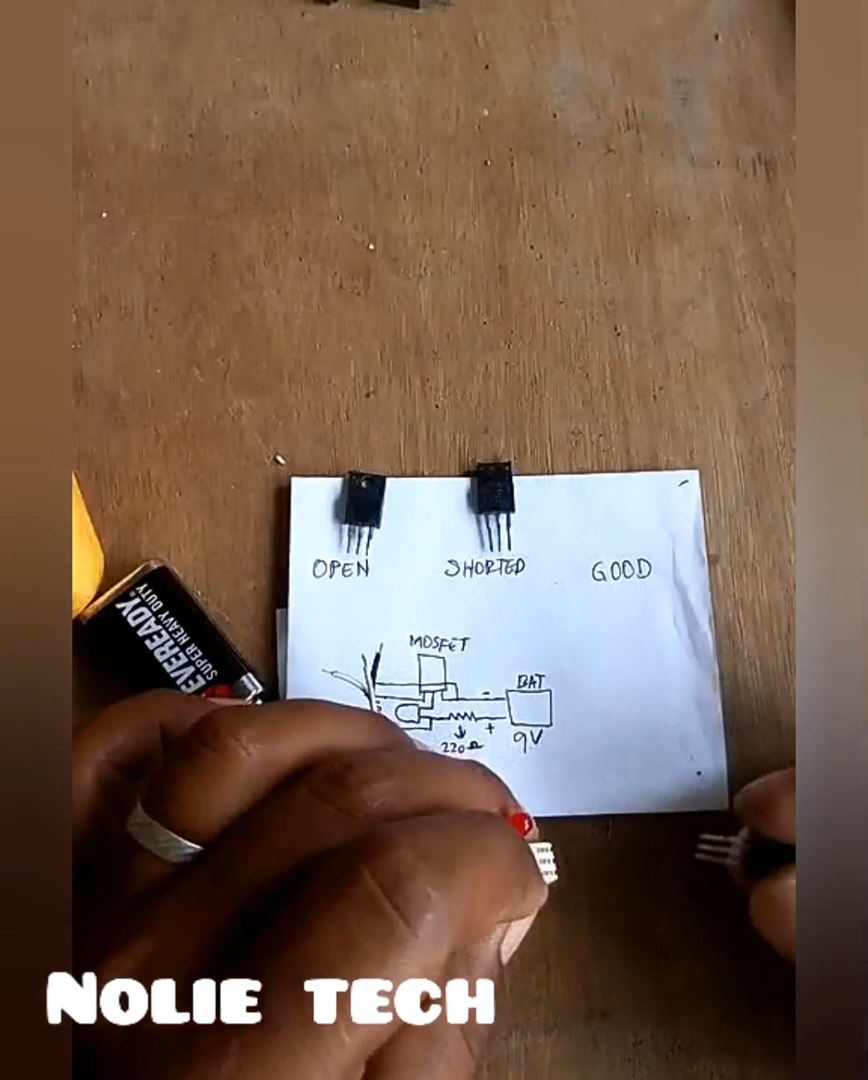 OPEN
SHORTED
GOOD
EVEREADY
SUPER HEAVY DUTY
MOSFET
BAT
-
+
220Ω
9V
NOLIE TECH